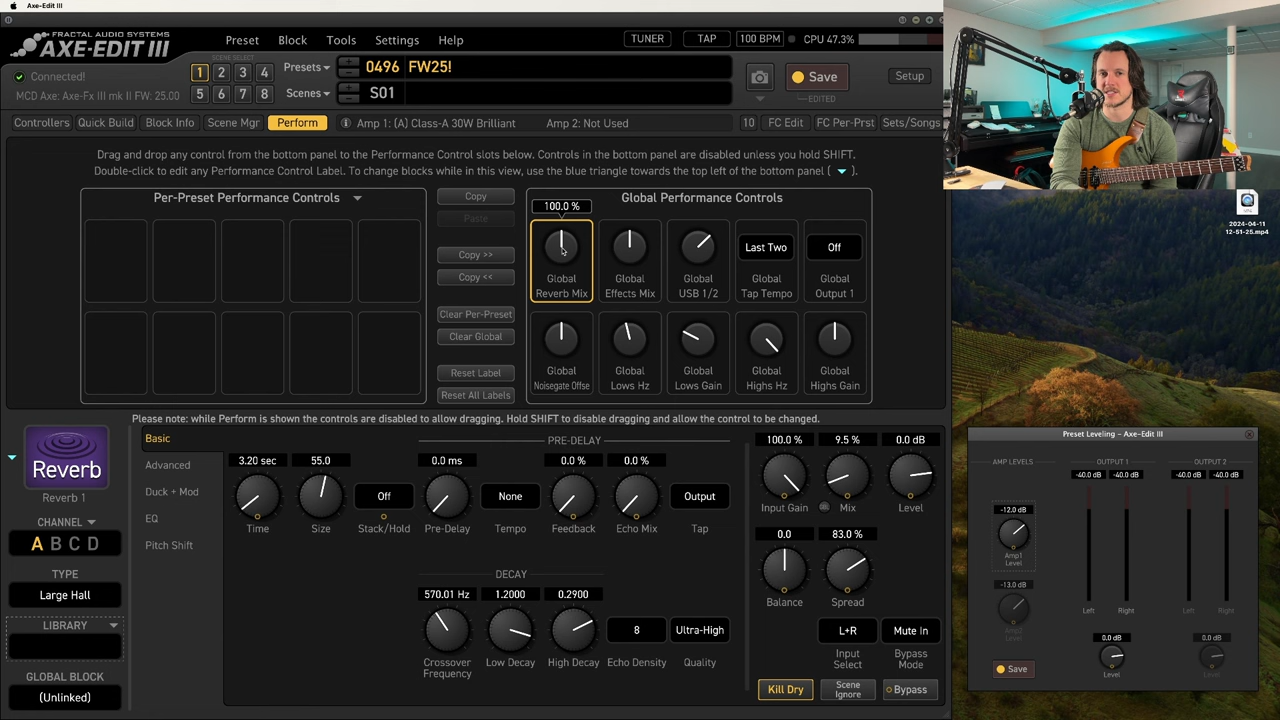 Axe-Edit III
FRACTAL AUDIO SYSTEMS
AXE-EDIT III
Preset Block Tools Settings Help
TUNER TAP 100 BPM CPU 47.3%
Connected!
MCD Axe: Axe-Fx III mk II FW: 25.00
SCENE SELECT
1 2 3 4
5 6 7 8
Presets 0496 FW25!
Scenes S01
Save
EDITED
Setup
Controllers Quick Build Block Info Scene Mgr Perform Amp 1: (A) Class-A 30W Brilliant Amp 2: Not Used 10 FC Edit FC Per-Prst Sets/Songs
Drag and drop any control from the bottom panel to the Performance Control slots below. Controls in the bottom panel are disabled unless you hold SHIFT.
Double-click to edit any Performance Control Label. To change blocks while in this view, use the blue triangle towards the top left of the bottom panel ( ).
Per-Preset Performance Controls
Copy
Paste
Copy >>
Copy <<
Clear Per-Preset
Clear Global
Reset Label
Reset All Labels
Global Performance Controls
100.0 %
Last Two Off
Global Reverb Mix
Global Effects Mix
Global USB 1/2
Global Tap Tempo
Global Output 1
Global Noisegate Offse
Global Lows Hz
Global Lows Gain
Global Highs Hz
Global Highs Gain
Please note: while Perform is shown the controls are disabled to allow dragging. Hold SHIFT to disable dragging and allow the control to be changed.
Reverb
Reverb 1
CHANNEL
A B C D
TYPE
Large Hall
LIBRARY
GLOBAL BLOCK
(Unlinked)
Basic
Advanced
Duck + Mod
EQ
Pitch Shift
PRE-DELAY
3.20 sec 55.0 0.0 ms 0.0 % 0.0 %
Off None Output
Time Size Stack/Hold Pre-Delay Tempo Feedback Echo Mix Tap
DECAY
570.01 Hz 1.2000 0.2900
8 Ultra-High
Crossover Frequency
Low Decay High Decay Echo Density Quality
100.0 % 9.5 % 0.0 dB
Input Gain Mix Level
0.0 83.0 %
Balance Spread
L+R Mute In
Input Select
Bypass Mode
Kill Dry
Scene Ignore
Bypass
2024-04-11
12-51-25.mp4
Preset Leveling - Axe-Edit III
AMP LEVELS OUTPUT 1 OUTPUT 2
-40.0 dB -40.0 dB -40.0 dB -40.0 dB
-12.0 dB
Amp1
Level
-13.0 dB
Amp2
Level
Left Right Left Right
0.0 dB 0.0 dB
Level Level
Save